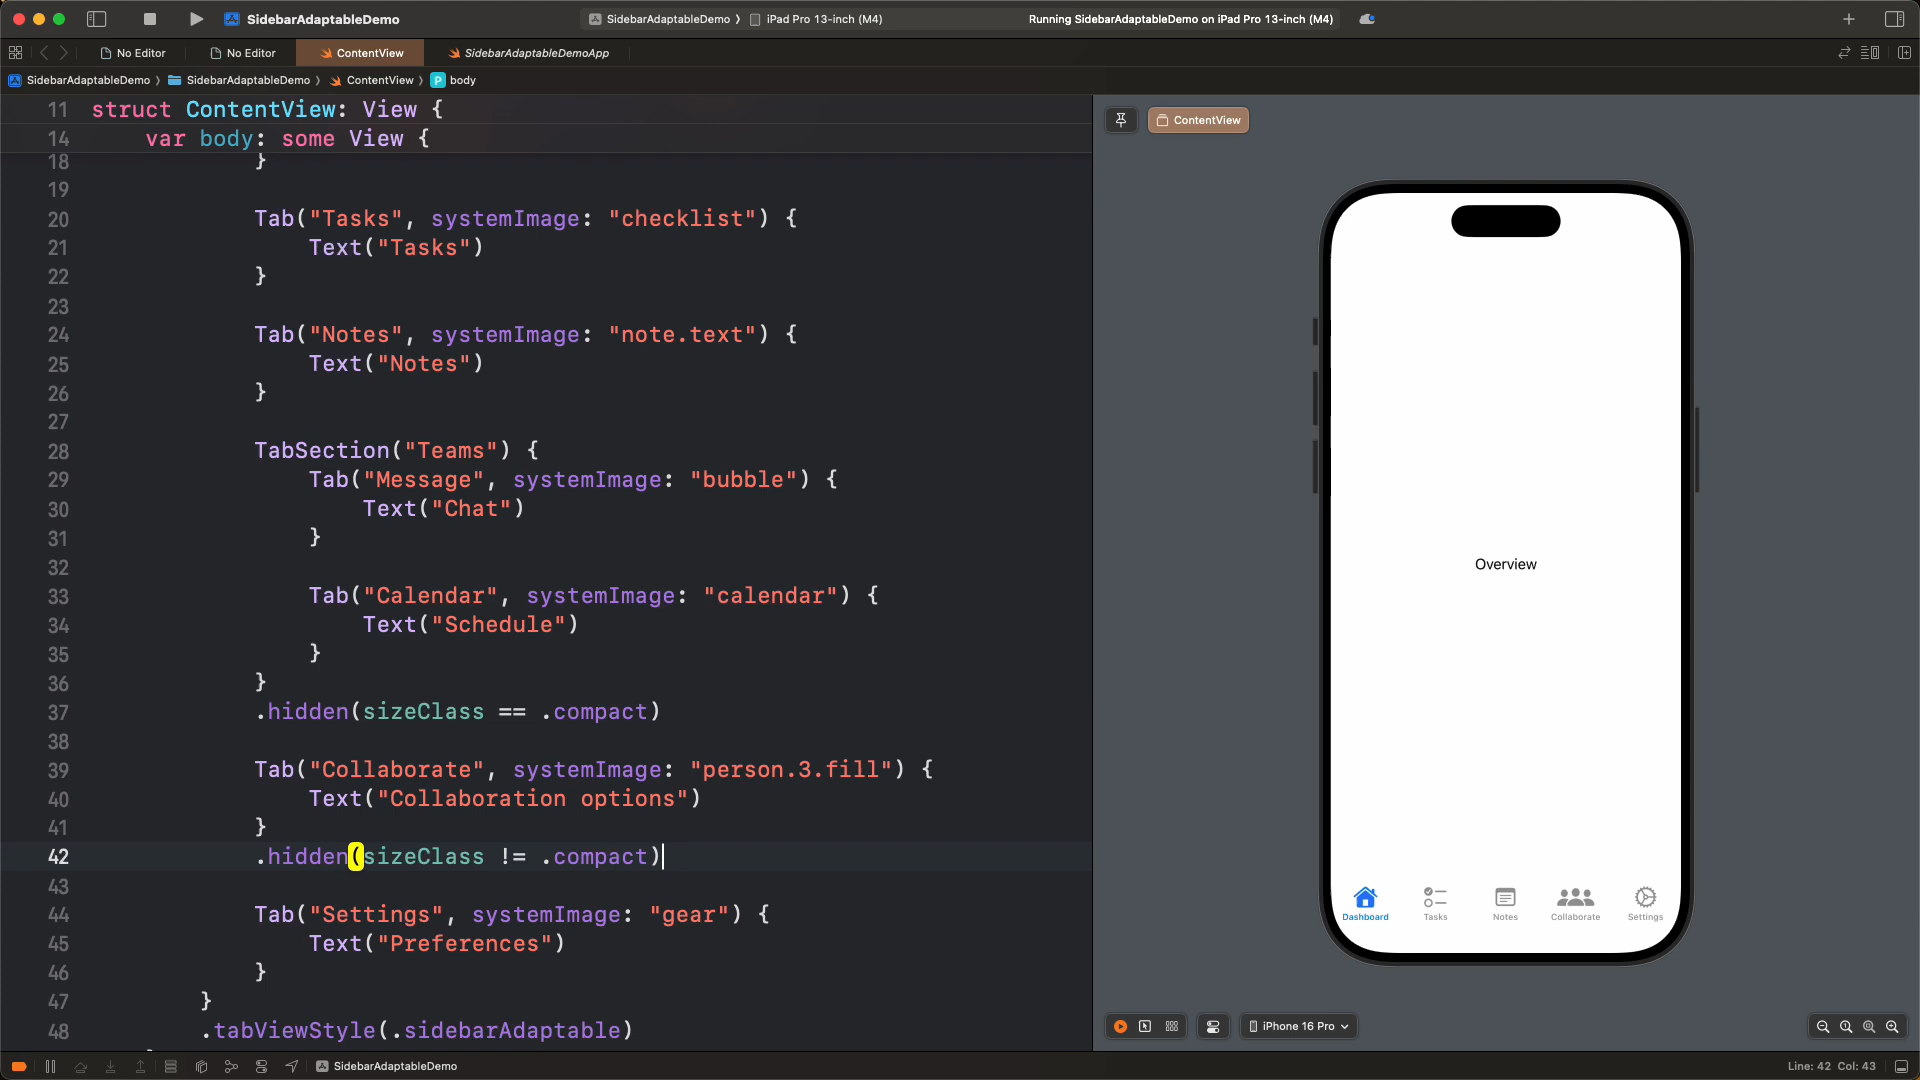 SidebarAdaptableDemo
SidebarAdaptableDemo 〉 iPad Pro 13-inch (M4)
Running SidebarAdaptableDemo on iPad Pro 13-inch (M4)
No Editor
No Editor
ContentView
SidebarAdaptableDemoApp
SidebarAdaptableDemo 〉 SidebarAdaptableDemo 〉 ContentView 〉 P body
11 struct ContentView: View {
14 var body: some View {
18 }
19
20 Tab("Tasks", systemImage: "checklist") {
21 Text("Tasks")
22 }
23
24 Tab("Notes", systemImage: "note.text") {
25 Text("Notes")
26 }
27
28 TabSection("Teams") {
29 Tab("Message", systemImage: "bubble") {
30 Text("Chat")
31 }
32
33 Tab("Calendar", systemImage: "calendar") {
34 Text("Schedule")
35 }
36 }
37 .hidden(sizeClass == .compact)
38
39 Tab("Collaborate", systemImage: "person.3.fill") {
40 Text("Collaboration options")
41 }
42 .hidden(sizeClass != .compact)
43
44 Tab("Settings", systemImage: "gear") {
45 Text("Preferences")
46 }
47 }
48 .tabViewStyle(.sidebarAdaptable)
ContentView
Overview
Dashboard
Tasks
Notes
Collaborate
Settings
iPhone 16 Pro
SidebarAdaptableDemo
Line: 42 Col: 43